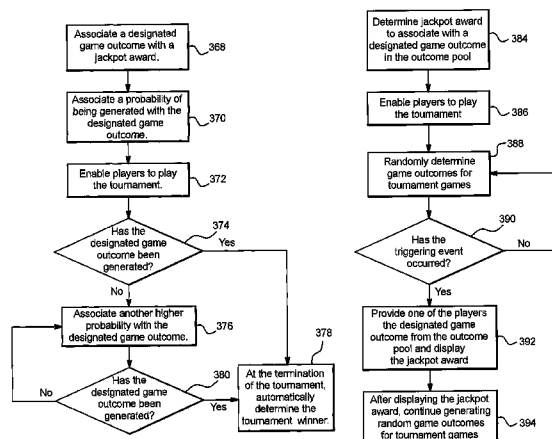 Associate a designated
game outcome with a
jackpot award.
368
Associate a probability of
being generated with the
designated game
outcome.
370
Enable players to play
the tournament.
372
Has the
designated game
outcome been
generated?
374
Yes
No
Associate another higher
probability with the
designated game outcome.
376
Has the
designated game
outcome been
generated?
380
No
Yes
At the termination
of the tournament,
automatically
determine the
tournament winner.
378
Determine jackpot award
to associate with a
designated game outcome
in the outcome pool
384
Enable players to play
the tournament
386
Randomly determine
game outcomes for
tournament games
388
Has the
triggering event
occurred?
390
No
Yes
Provide one of the players
the designated game
outcome from the outcome
pool and display
the jackpot award
392
After displaying the jackpot
award, continue generating
random game outcomes
for tournament games
394